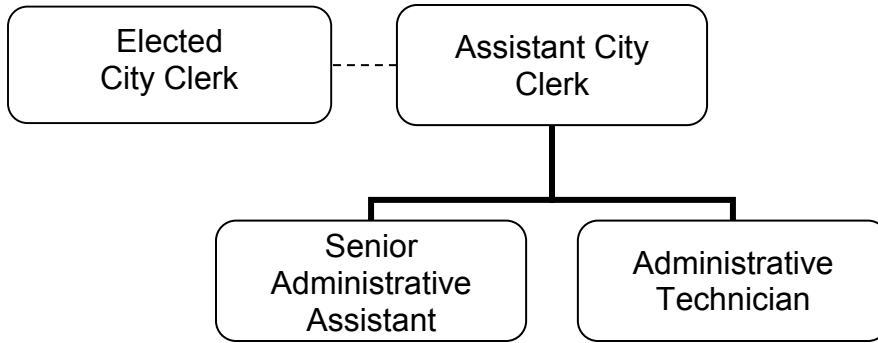 Elected
City Clerk
Assistant City
Clerk
Senior
Administrative
Assistant
Administrative
Technician